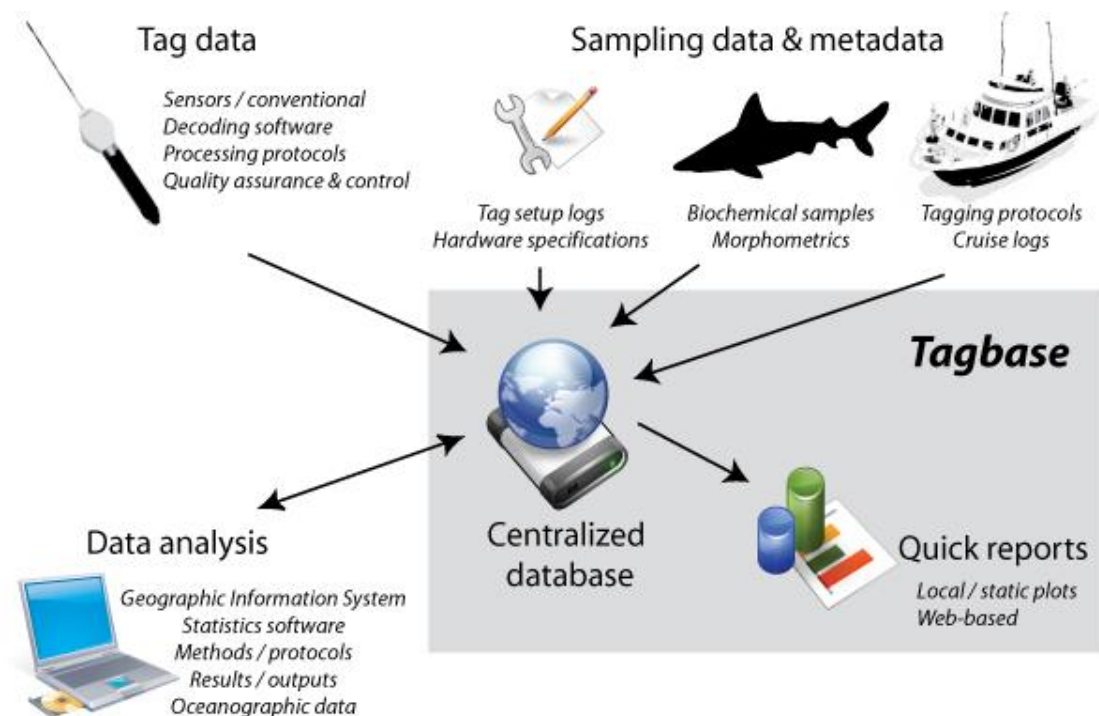 Tag data
Sensors / conventional
Decoding software
Processing protocols
Quality assurance & control
Sampling data & metadata
Tag setup logs
Hardware specifications
Biochemical samples
Morphometrics
Tagging protocols
Cruise logs
Tagbase
Centralized
database
Quick reports
Local / static plots
Web-based
Data analysis
Geographic Information System
Statistics software
Methods / protocols
Results / outputs
Oceanographic data